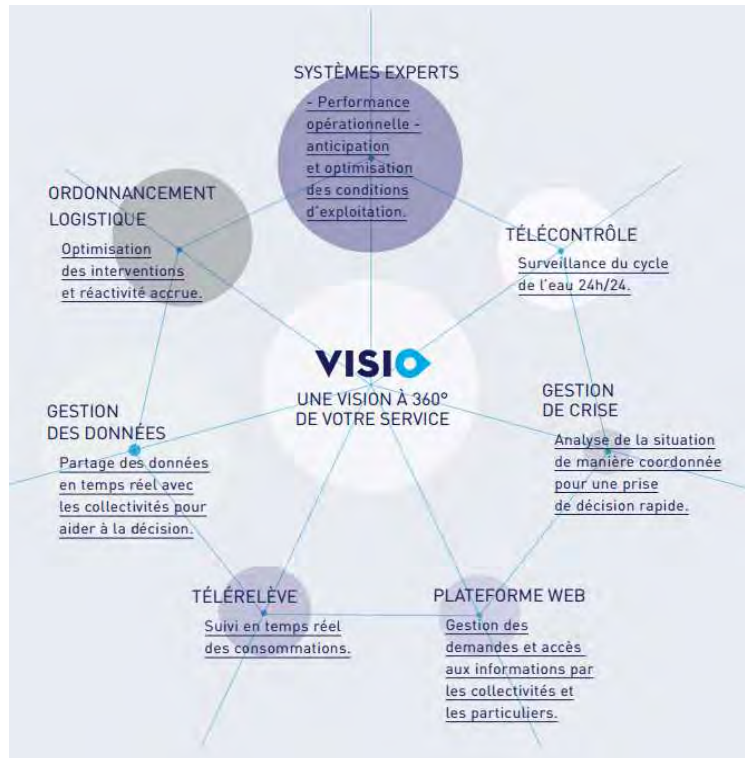 SYSTÈMES EXPERTS
- Performance
opérationnelle -
anticipation
et optimisation
des conditions
d'exploitation.
ORDONNANCEMENT
LOGISTIQUE
Optimisation
des interventions
et réactivité accrue.
TÉLÉCONTRÔLE
Surveillance du cycle
de l'eau 24h/24.
VISIO
UNE VISION À 360°
DE VOTRE SERVICE
GESTION
DES DONNÉES
Partage des données
en temps réel avec
les collectivités pour
aider à la décision.
GESTION
DE CRISE
Analyse de la situation
de manière coordonnée
pour une prise
de décision rapide.
TÉLÉRELÈVE
Suivi en temps réel
des consommations.
PLATEFORME WEB
Gestion des
demandes et accès
aux informations par
les collectivités et
les particuliers.